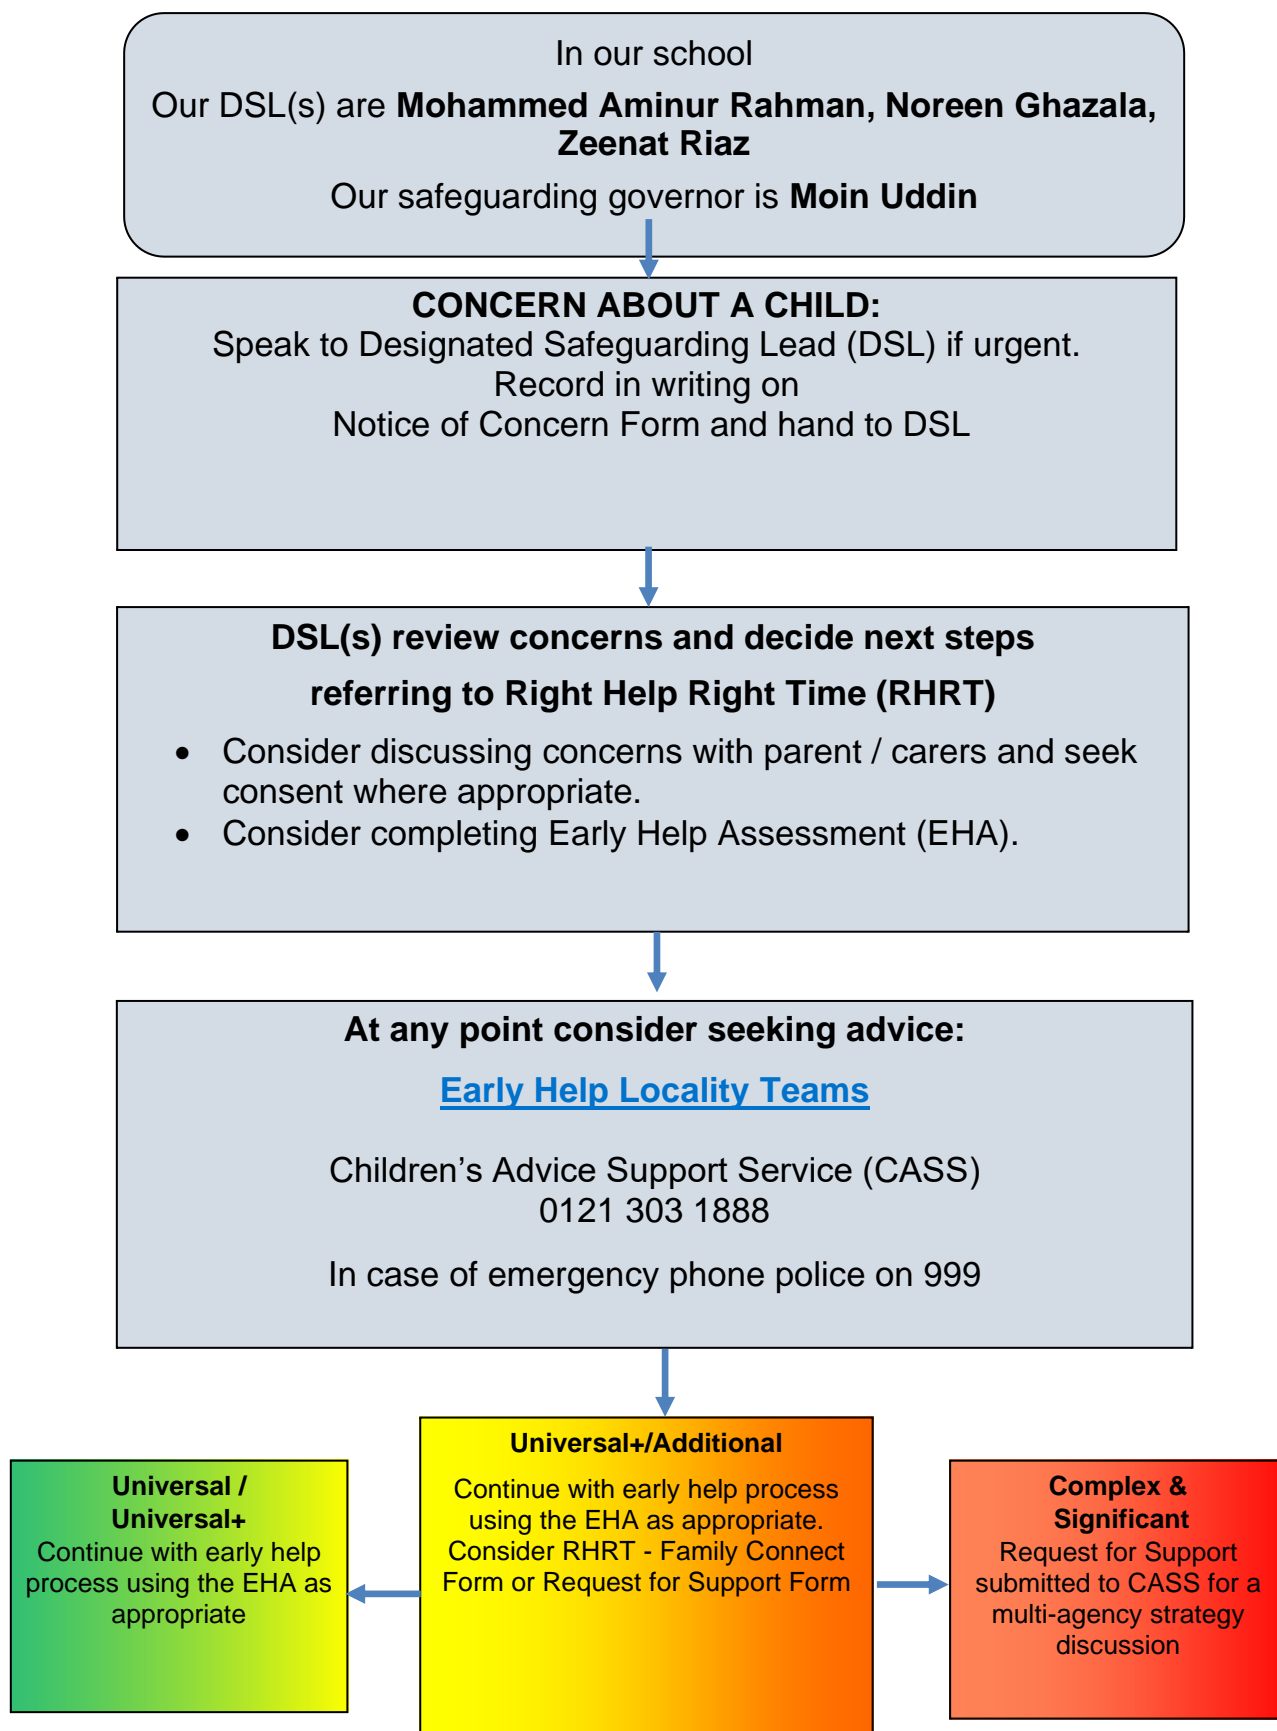 In our school
Our DSL(s) are Mohammed Aminur Rahman, Noreen Ghazala,
Zeenat Riaz
Our safeguarding governor is Moin Uddin
CONCERN ABOUT A CHILD:
Speak to Designated Safeguarding Lead (DSL) if urgent.
Record in writing on
Notice of Concern Form and hand to DSL
DSL(s) review concerns and decide next steps
referring to Right Help Right Time (RHRT)
• Consider discussing concerns with parent / carers and seek
consent where appropriate.
• Consider completing Early Help Assessment (EHA).
At any point consider seeking advice:
Early Help Locality Teams
Children’s Advice Support Service (CASS)
0121 303 1888
In case of emergency phone police on 999
Universal /
Universal+
Continue with early help
process using the EHA as
appropriate
Universal+/Additional
Continue with early help process
using the EHA as appropriate.
Consider RHRT - Family Connect
Form or Request for Support Form
Complex &
Significant
Request for Support
submitted to CASS for a
multi-agency strategy
discussion